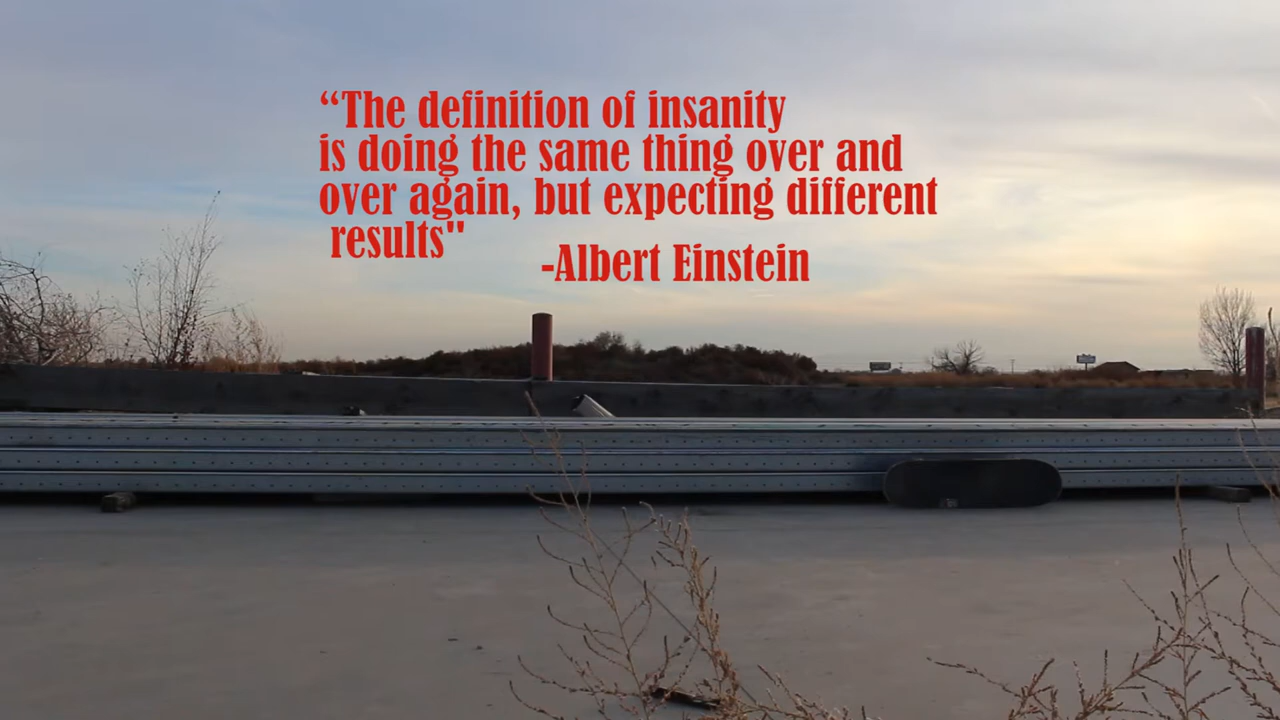 “The definition of insanity
is doing the same thing over and
over again, but expecting different
results"
-Albert Einstein